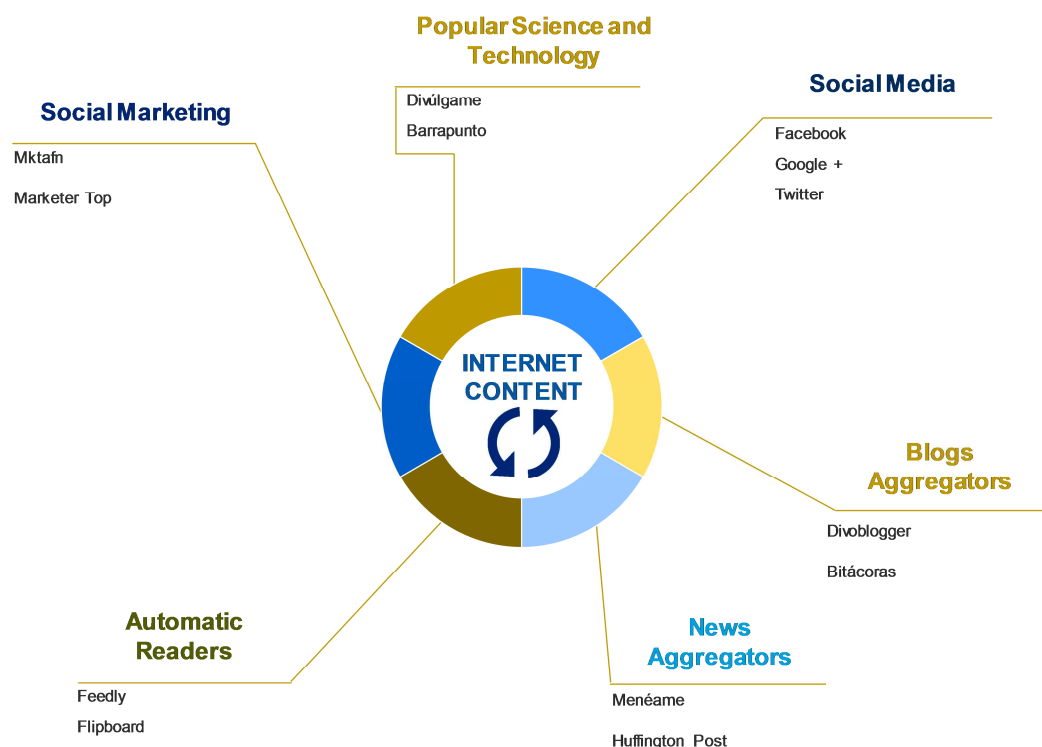 Popular Science and
Technology
Divúlgame
Barrapunto
Social Media
Facebook
Google +
Twitter
Social Marketing
Mktafn
Marketer Top
INTERNET
CONTENT
Blogs
Aggregators
Divoblogger
Bitácoras
News
Aggregators
Menéame
Huffington Post
Automatic
Readers
Feedly
Flipboard